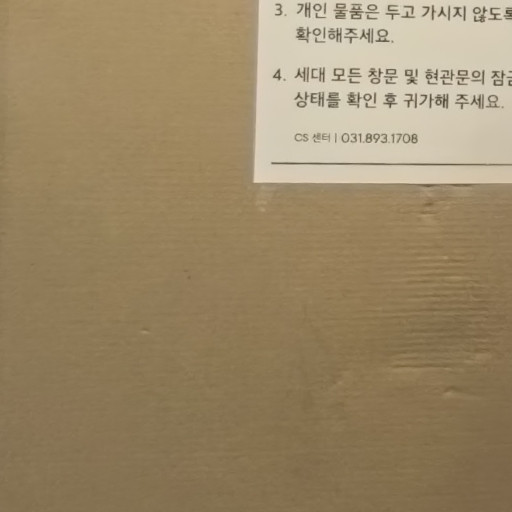 3. 개인 물품은 두고 가시지 않도록
확인해주세요.
4. 세대 모든 창문 및 현관문의 잠금
상태를 확인 후 귀가해 주세요.
CS 센터 | 031.893.1708